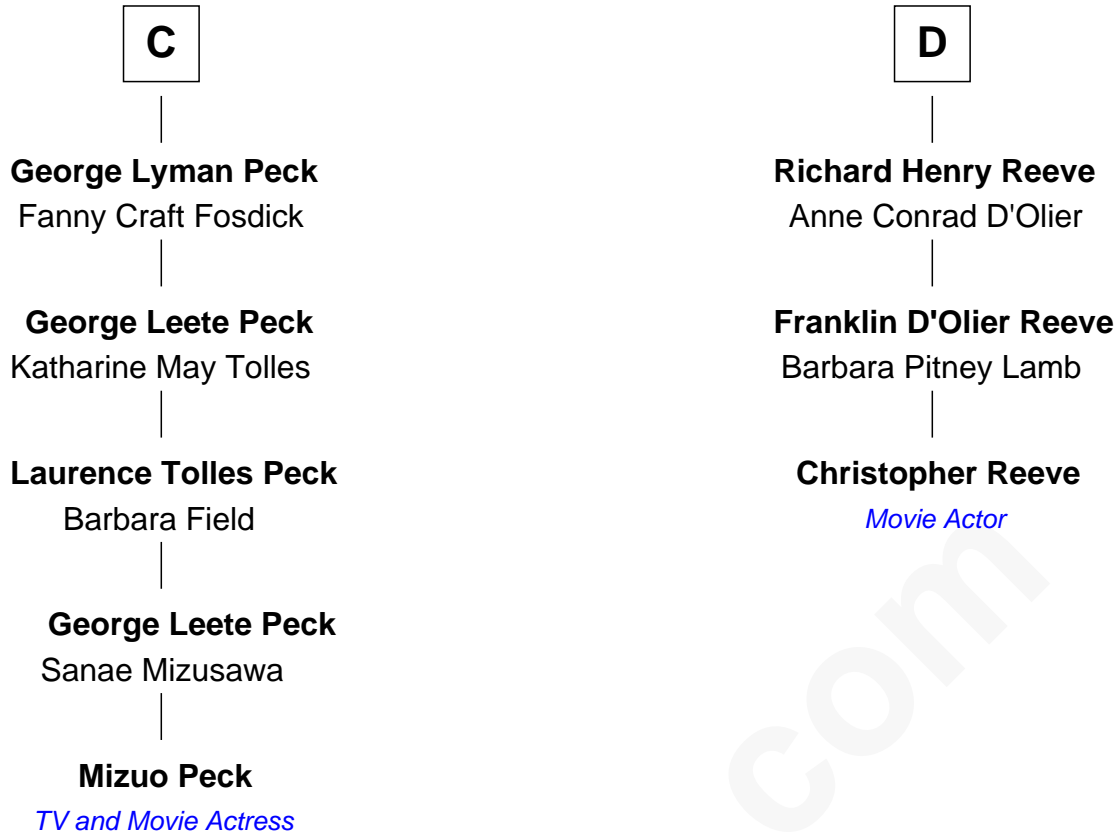 C
George Lyman Peck
Fanny Craft Fosdick
George Leete Peck
Katharine May Tolles
Laurence Tolles Peck
Barbara Field
George Leete Peck
Sanae Mizusawa
Mizuo Peck
TV and Movie Actress
D
Richard Henry Reeve
Anne Conrad D'Olier
Franklin D'Olier Reeve
Barbara Pitney Lamb
Christopher Reeve
Movie Actor
com